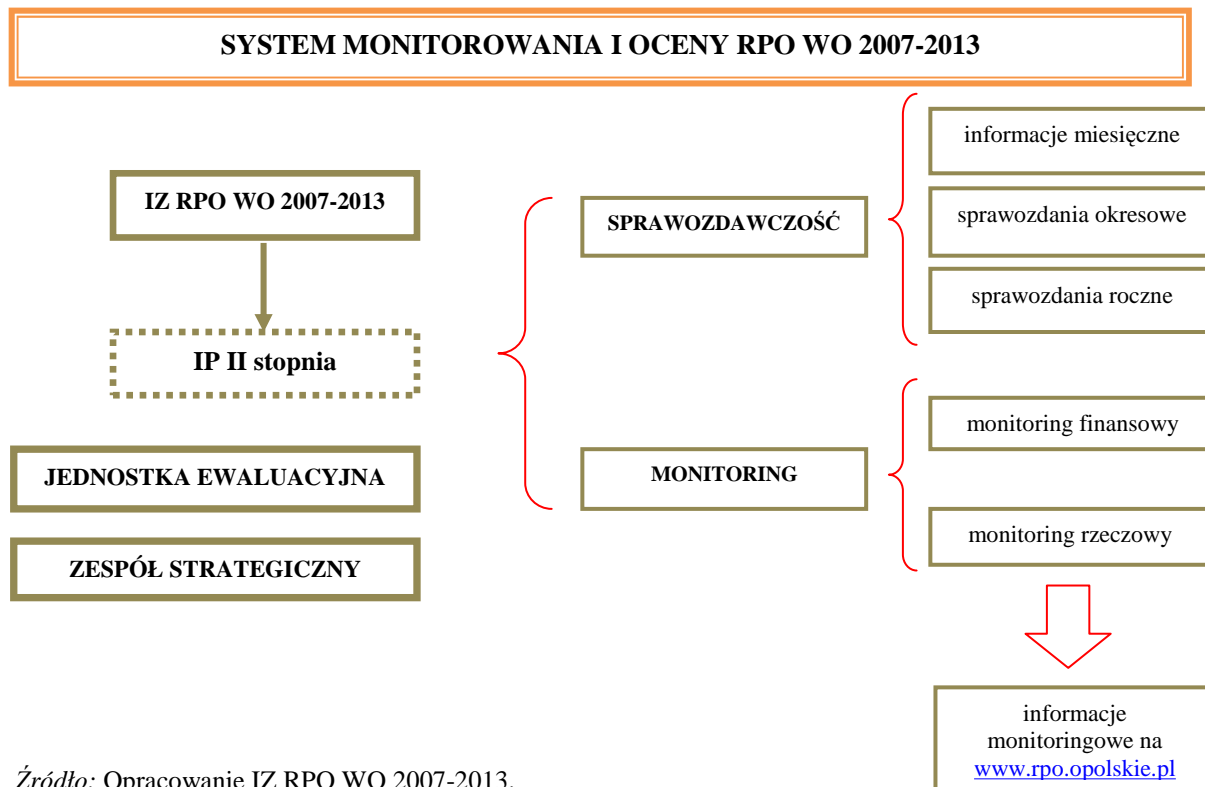 SYSTEM MONITOROWANIA I OCENY RPO WO 2007-2013
IZ RPO WO 2007-2013
IP II stopnia
JEDNOSTKA EWALUACYJNA
ZESPÓŁ STRATEGICZNY
SPRAWOZDAWCZOŚĆ
informacje miesięczne
sprawozdania okresowe
sprawozdania roczne
MONITORING
monitoring finansowy
monitoring rzeczowy
informacje
monitoringowe na
www.rpo.opolskie.pl
Źródło: Opracowanie IZ RPO WO 2007-2013.